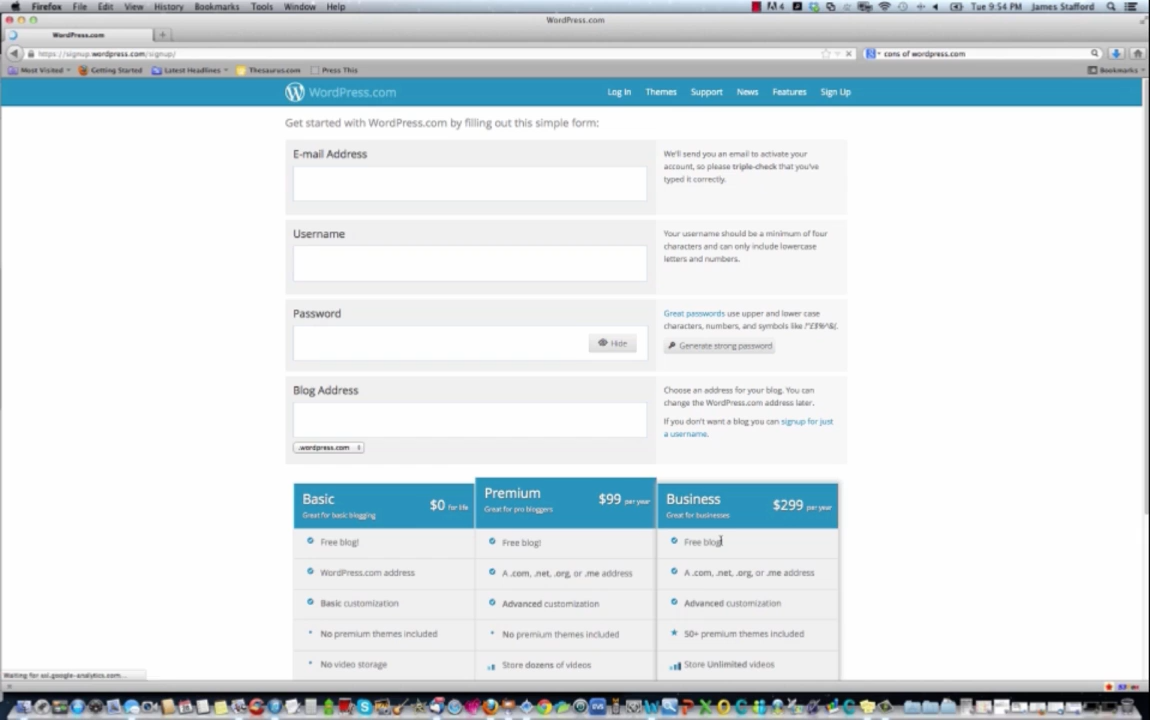 Firefox File Edit View History Bookmarks Tools Window Help
4 Tue 9:54 PM James Stafford
WordPress.com
WordPress.com
https://signup.wordpress.com/signup/
cons of wordpress.com
Most Visited Getting Started Latest Headlines Thesaurus.com Press This Bookmarks
WordPress.com Log In Themes Support News Features Sign Up
Get started with WordPress.com by filling out this simple form:
E-mail Address
We'll send you an email to activate your
account, so please triple-check that you've
typed it correctly.
Username
Your username should be a minimum of four
characters and can only include lowercase
letters and numbers.
Password
Hide
Great passwords use upper and lower case
characters, numbers, and symbols like !"£$%^&(.
Generate strong password
Blog Address
.wordpress.com
Choose an address for your blog. You can
change the WordPress.com address later.
If you don't want a blog you can signup for just
a username.
Basic $0 for life
Great for basic blogging
Free blog!
WordPress.com address
Basic customization
No premium themes included
No video storage
Premium $99 per year
Great for pro bloggers
Free blog!
A .com, .net, .org, or .me address
Advanced customization
No premium themes included
Store dozens of videos
Business $299 per year
Great for businesses
Free blog!
A .com, .net, .org, or .me address
Advanced customization
50+ premium themes included
Store Unlimited videos
Waiting for ssl.google-analytics.com...